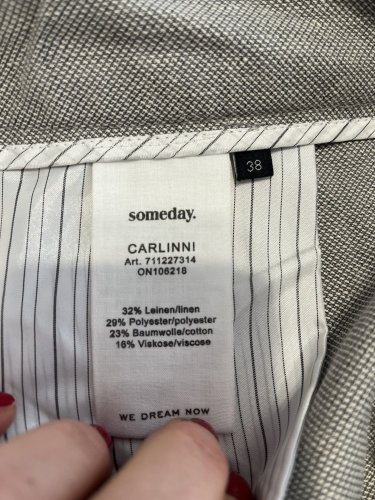 38
someday.
CARLINNI
Art. 711227314
ON106218
32% Leinen/linen
29% Polyester/polyester
23% Baumwolle/cotton
16% Viskose/viscose
WE DREAM NOW